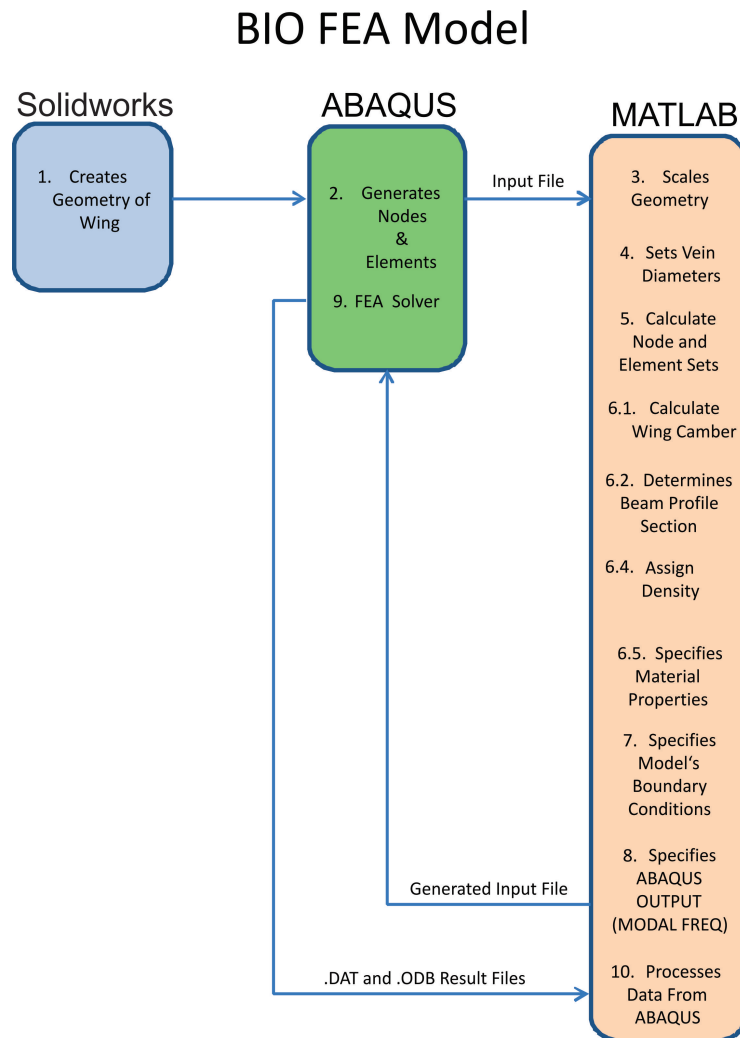 BIO FEA Model
Solidworks
1. Creates
Geometry of
Wing
ABAQUS
2. Generates
Nodes
&
Elements
9. FEA Solver
Input File
MATLAB
3. Scales
Geometry
4. Sets Vein
Diameters
5. Calculate
Node and
Element Sets
6.1. Calculate
Wing Camber
6.2. Determines
Beam Profile
Section
6.4. Assign
Density
6.5. Specifies
Material
Properties
7. Specifies
Model‘s
Boundary
Conditions
8. Specifies
ABAQUS
OUTPUT
(MODAL FREQ)
Generated Input File
.DAT and .ODB Result Files
10. Processes
Data From
ABAQUS